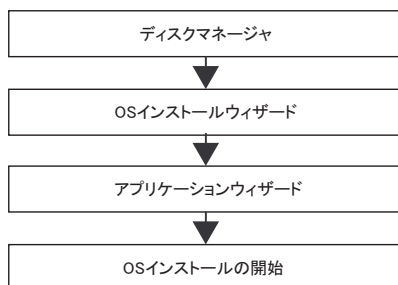 ディスクマネージャ
OSインストールウィザード
アプリケーションウィザード
OSインストールの開始